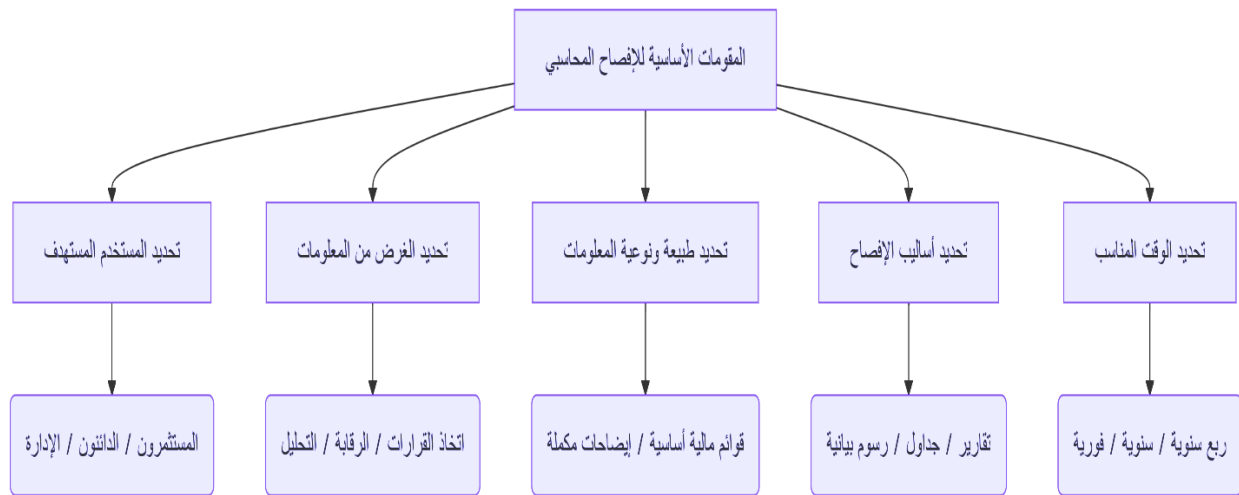 المقومات الأساسية للإفصاح المحاسبي
تحديد الوقت المناسب
تحديد أساليب الإفصاح
تحديد طبيعة ونوعية المعلومات
تحديد الغرض من المعلومات
تحديد المستخدم المستهدف
ربع سنوية / سنوية / فورية
تقارير / جداول / رسوم بيانية
قوائم مالية أساسية / إيضاحات مكملة
اتخاذ القرارات / الرقابة / التحليل
المستثمرون / الدائنون / الإدارة